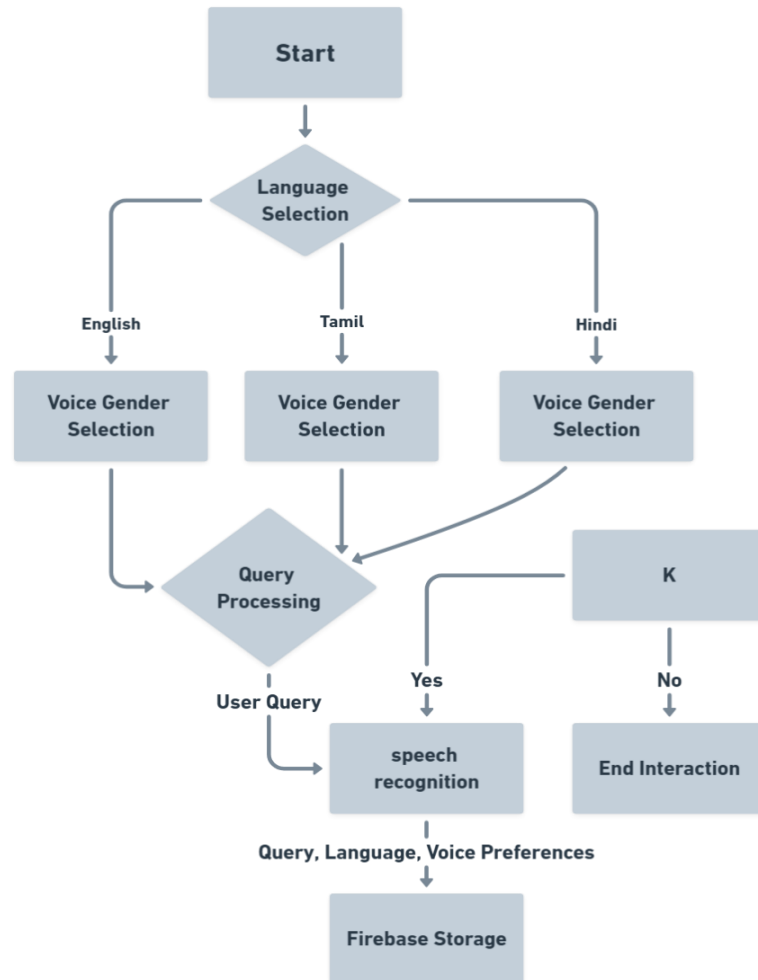 Start
Language
Selection
English
Tamil
Hindi
Voice Gender
Selection
Voice Gender
Selection
Voice Gender
Selection
Query
Processing
K
User Query
Yes
No
speech
recognition
End Interaction
Query, Language, Voice Preferences
Firebase Storage